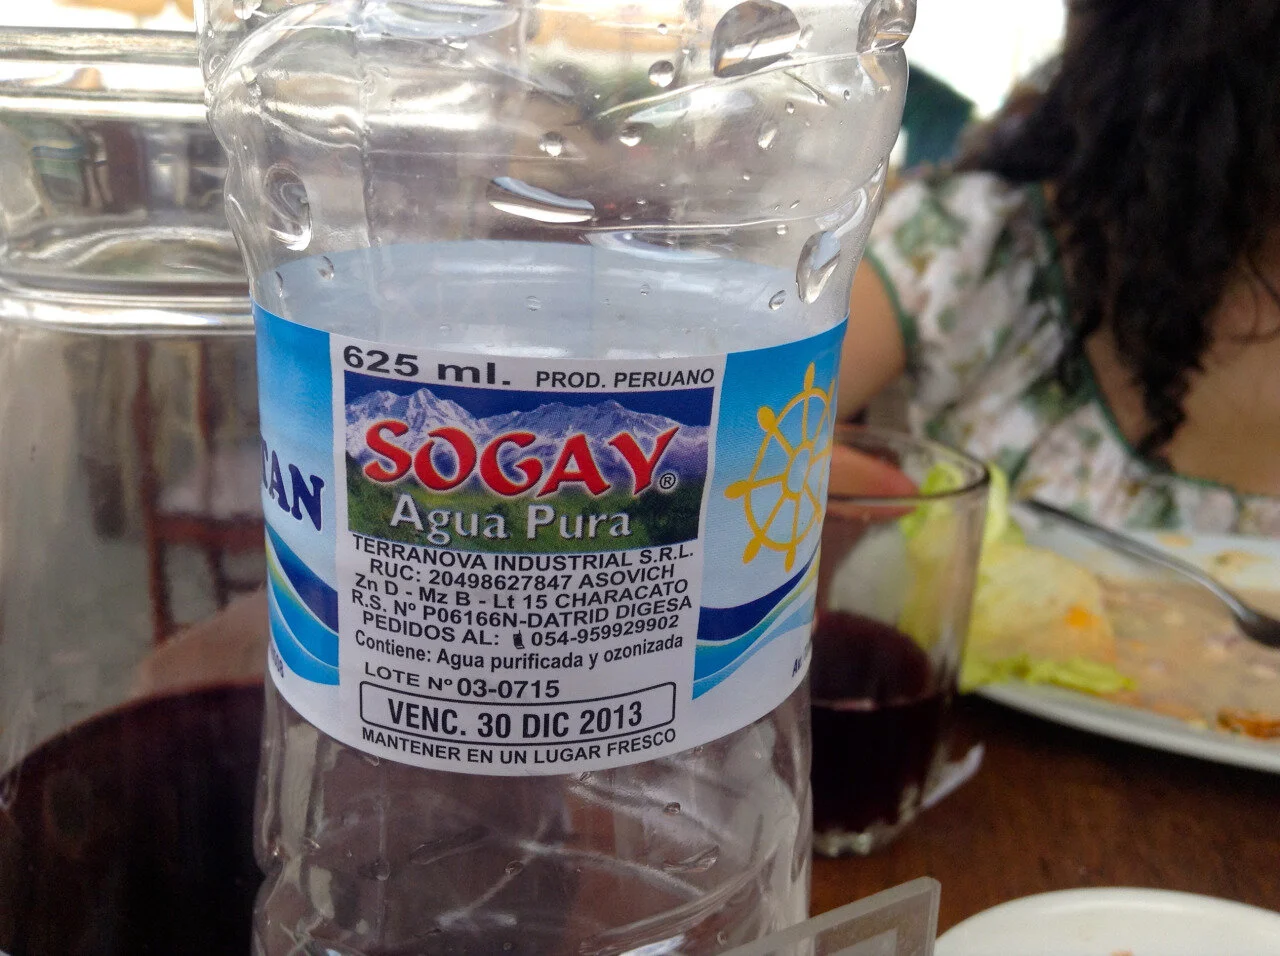 625 ml. PROD. PERUANO
SOGAY®
Agua Pura
TERRANOVA INDUSTRIAL S.R.L.
RUC: 20498627847 ASOVICH
Zn D - Mz B - Lt 15 CHARACATO
R.S. Nº P06166N-DATRID DIGESA
PEDIDOS AL: 054-959929902
Contiene: Agua purificada y ozonizada
LOTE Nº 03-0715
VENC. 30 DIC 2013
MANTENER EN UN LUGAR FRESCO
TAN